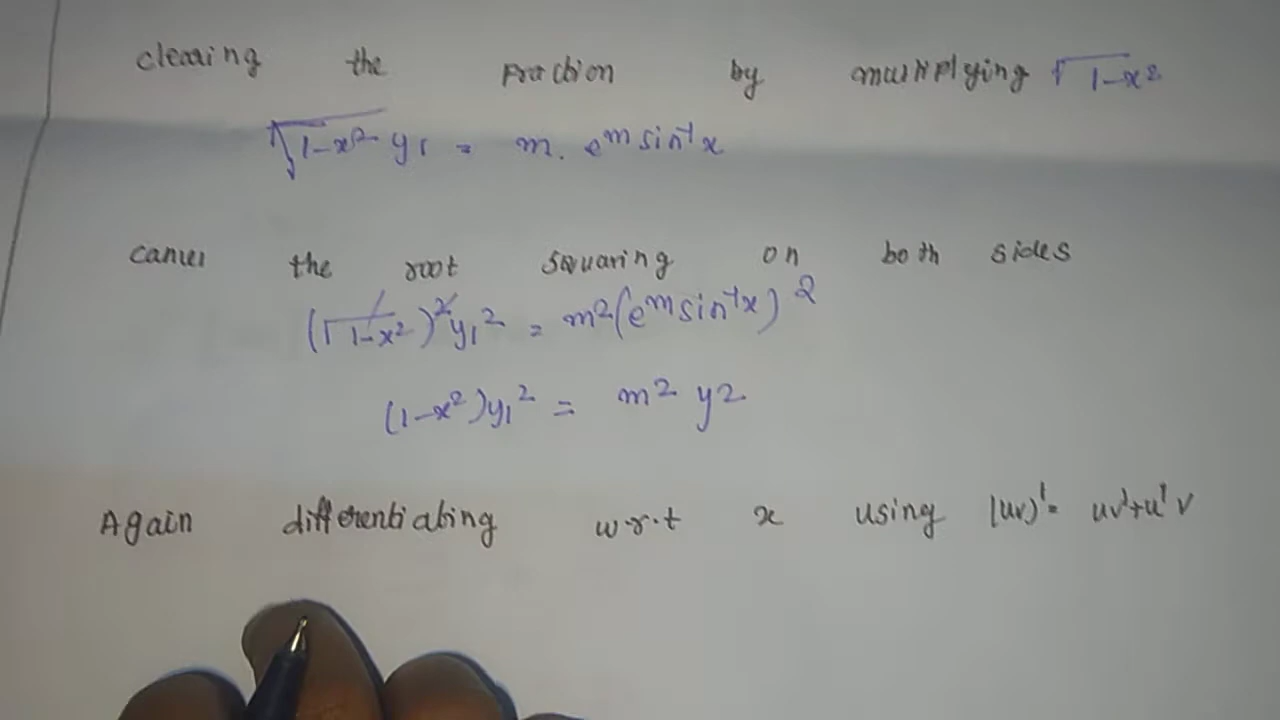 clearing the Fraction by multiplying √1-x²
√1-x² y₁ = m. e^m sin⁻¹x
the root squaring on both sides
(√1-x²)² y₁² = m² (e^m sin⁻¹x)²
(1-x²)y₁² = m² y2
Again differentiating w.r.t x using (uv)' = uv' + u'v